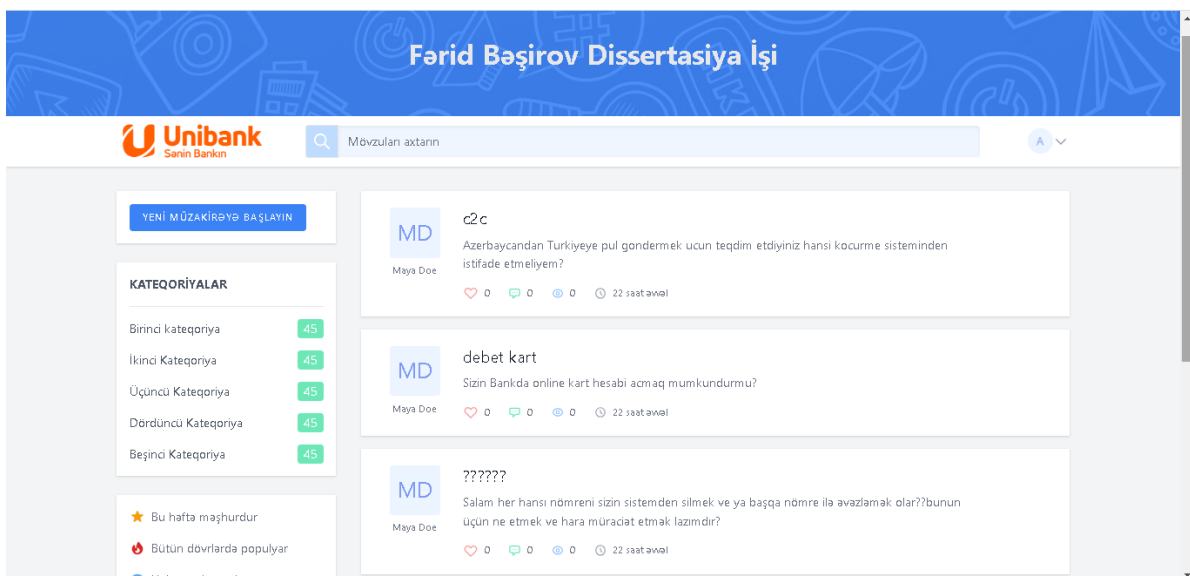 Fərid Bəşirov Dissertasiya İşi
Unibank
Sənin Bankın
Mövzuları axtarın
A
YENİ MÜZAKİRƏYƏ BAŞLAYIN
KATEQORİYALAR
Birinci kateqoriya 45
İkinci Kateqoriya 45
Üçüncü Kateqoriya 45
Dördüncü Kateqoriya 45
Beşinci Kateqoriya 45
Bu həftə məşhurdur
Bütün dövrlərdə populyar
MD
Maya Doe
c2c
Azerbaycandan Turkiyeye pul gondermek ucun teqdim etdiyiniz hansi kocurme sisteminden
istifade etmeliyem?
0 0 0 22 saat əvvəl
MD
Maya Doe
debet kart
Sizin Bankda online kart hesabi acmaq mumkundurmu?
0 0 0 22 saat əvvəl
MD
Maya Doe
??????
Salam her hansı nömreni sizin sistemden silmek ve ya başqa nömre ilə əvəzləmək olar??bunun
üçün ne etmek ve hara müraciət etmək lazımdır?
0 0 0 22 saat əvvəl